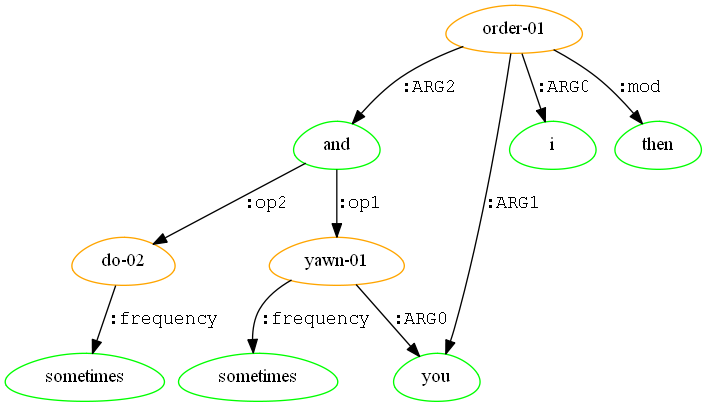 order-01
:ARG2 :ARG0 :mod
and i then
:op2 :op1 :ARG1
do-02 yawn-01
:frequency :frequency :ARG0
sometimes sometimes you